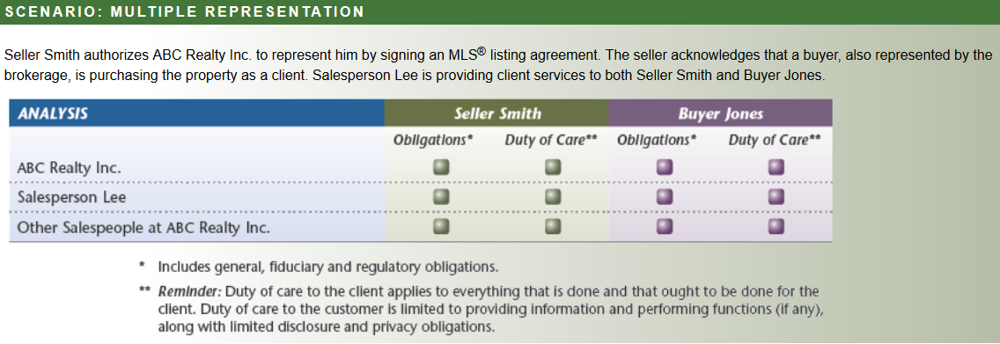 SCENARIO: MULTIPLE REPRESENTATION
Seller Smith authorizes ABC Realty Inc. to represent him by signing an MLS® listing agreement. The seller acknowledges that a buyer, also represented by the
brokerage, is purchasing the property as a client. Salesperson Lee is providing client services to both Seller Smith and Buyer Jones.
ANALYSIS Seller Smith Buyer Jones
Obligations* Duty of Care** Obligations* Duty of Care**
ABC Realty Inc.
Salesperson Lee
Other Salespeople at ABC Realty Inc.
* Includes general, fiduciary and regulatory obligations.
** Reminder: Duty of care to the client applies to everything that is done and that ought to be done for the
client. Duty of care to the customer is limited to providing information and performing functions (if any),
along with limited disclosure and privacy obligations.